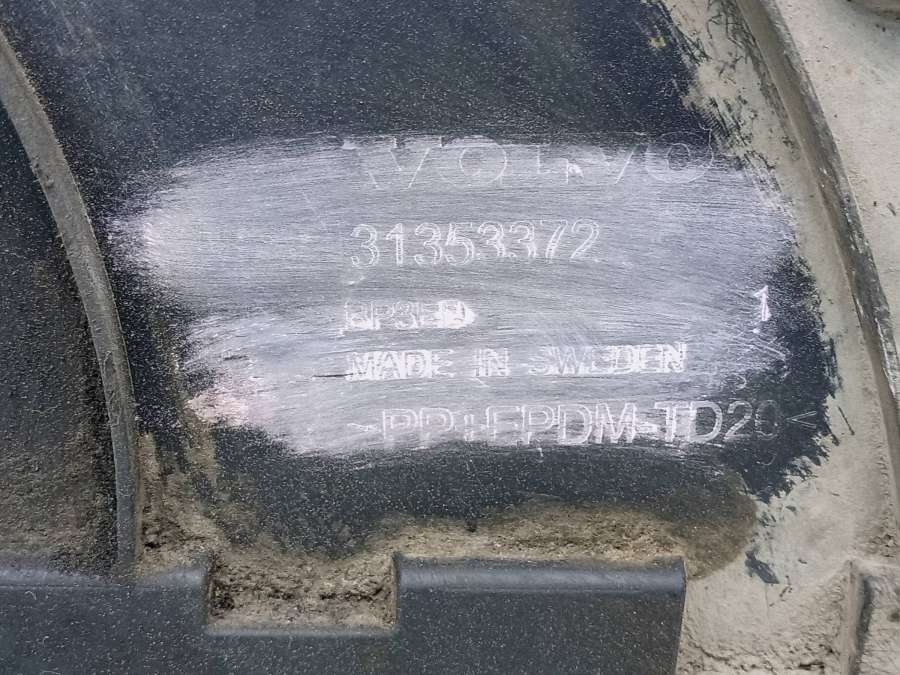 VOLVO
31353372
1
MADE IN SWEDEN
>PP+EPDM-TD20<